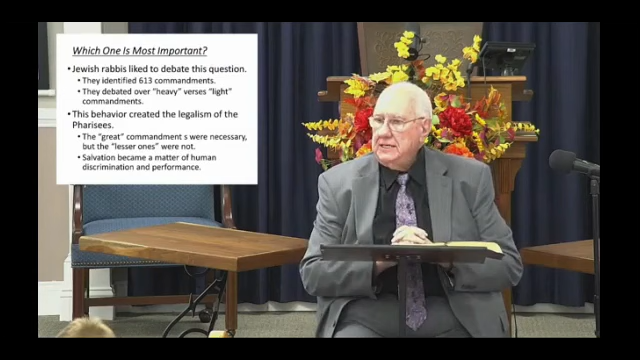 Which One Is Most Important?
• Jewish rabbis liked to debate this question.
• They identified 613 commandments.
• They debated over “heavy” verses “light”
commandments.
• This behavior created the legalism of the
Pharisees.
• The “great” commandment s were necessary,
but the “lesser ones” were not.
• Salvation became a matter of human
discrimination and performance.